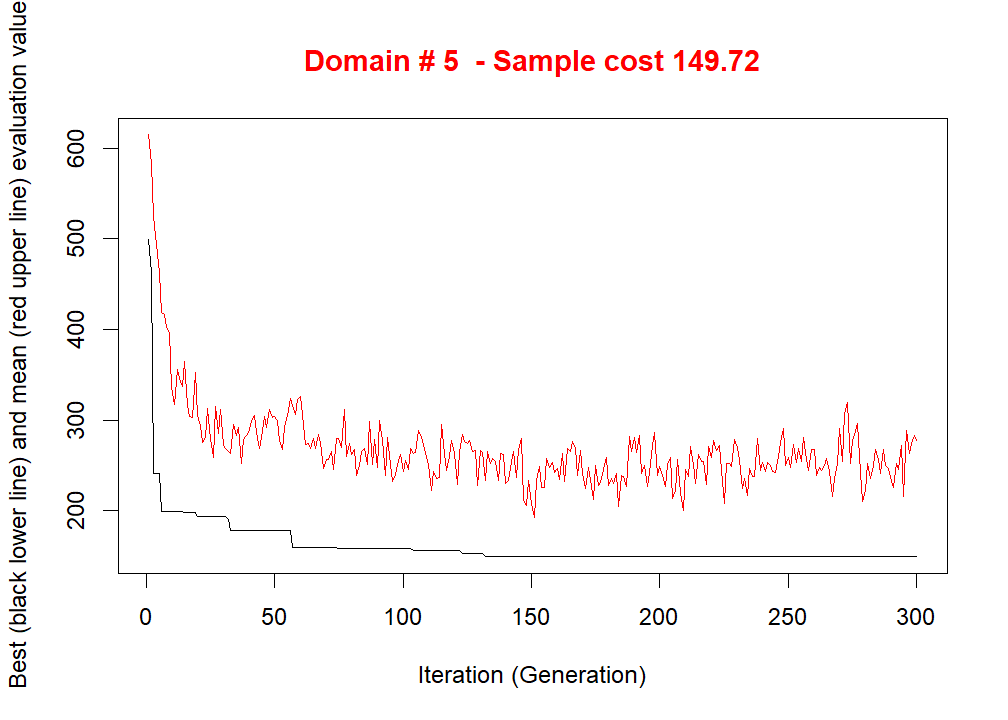 Domain # 5  - Sample cost 149.72
Best (black lower line) and mean (red upper line) evaluation value
600
500
400
300
200
0 50 100 150 200 250 300
Iteration (Generation)